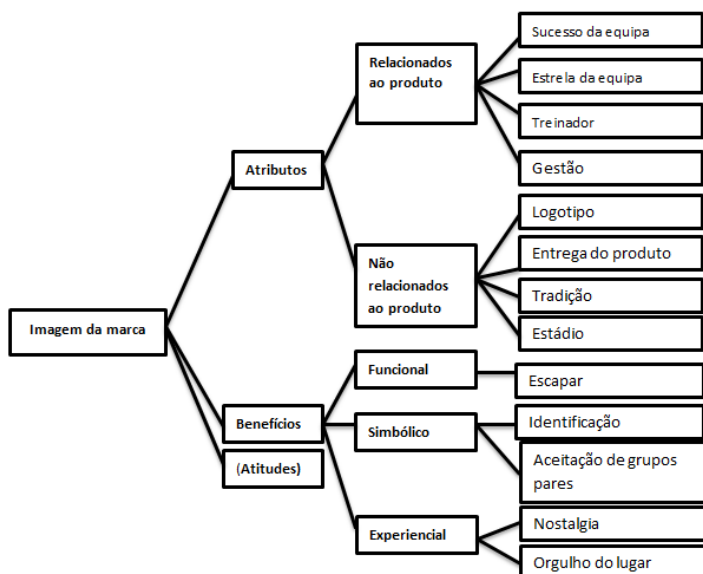 Sucesso da equipa
Relacionados
ao produto
Estrela da equipa
Treinador
Atributos
Gestão
Logotipo
Não
relacionados
ao produto
Entrega do produto
Tradição
Estádio
Imagem da marca
Funcional
Escapar
Benefícios
Simbólico
Identificação
(Atitudes)
Aceitação de grupos
pares
Experiencial
Nostalgia
Orgulho do lugar